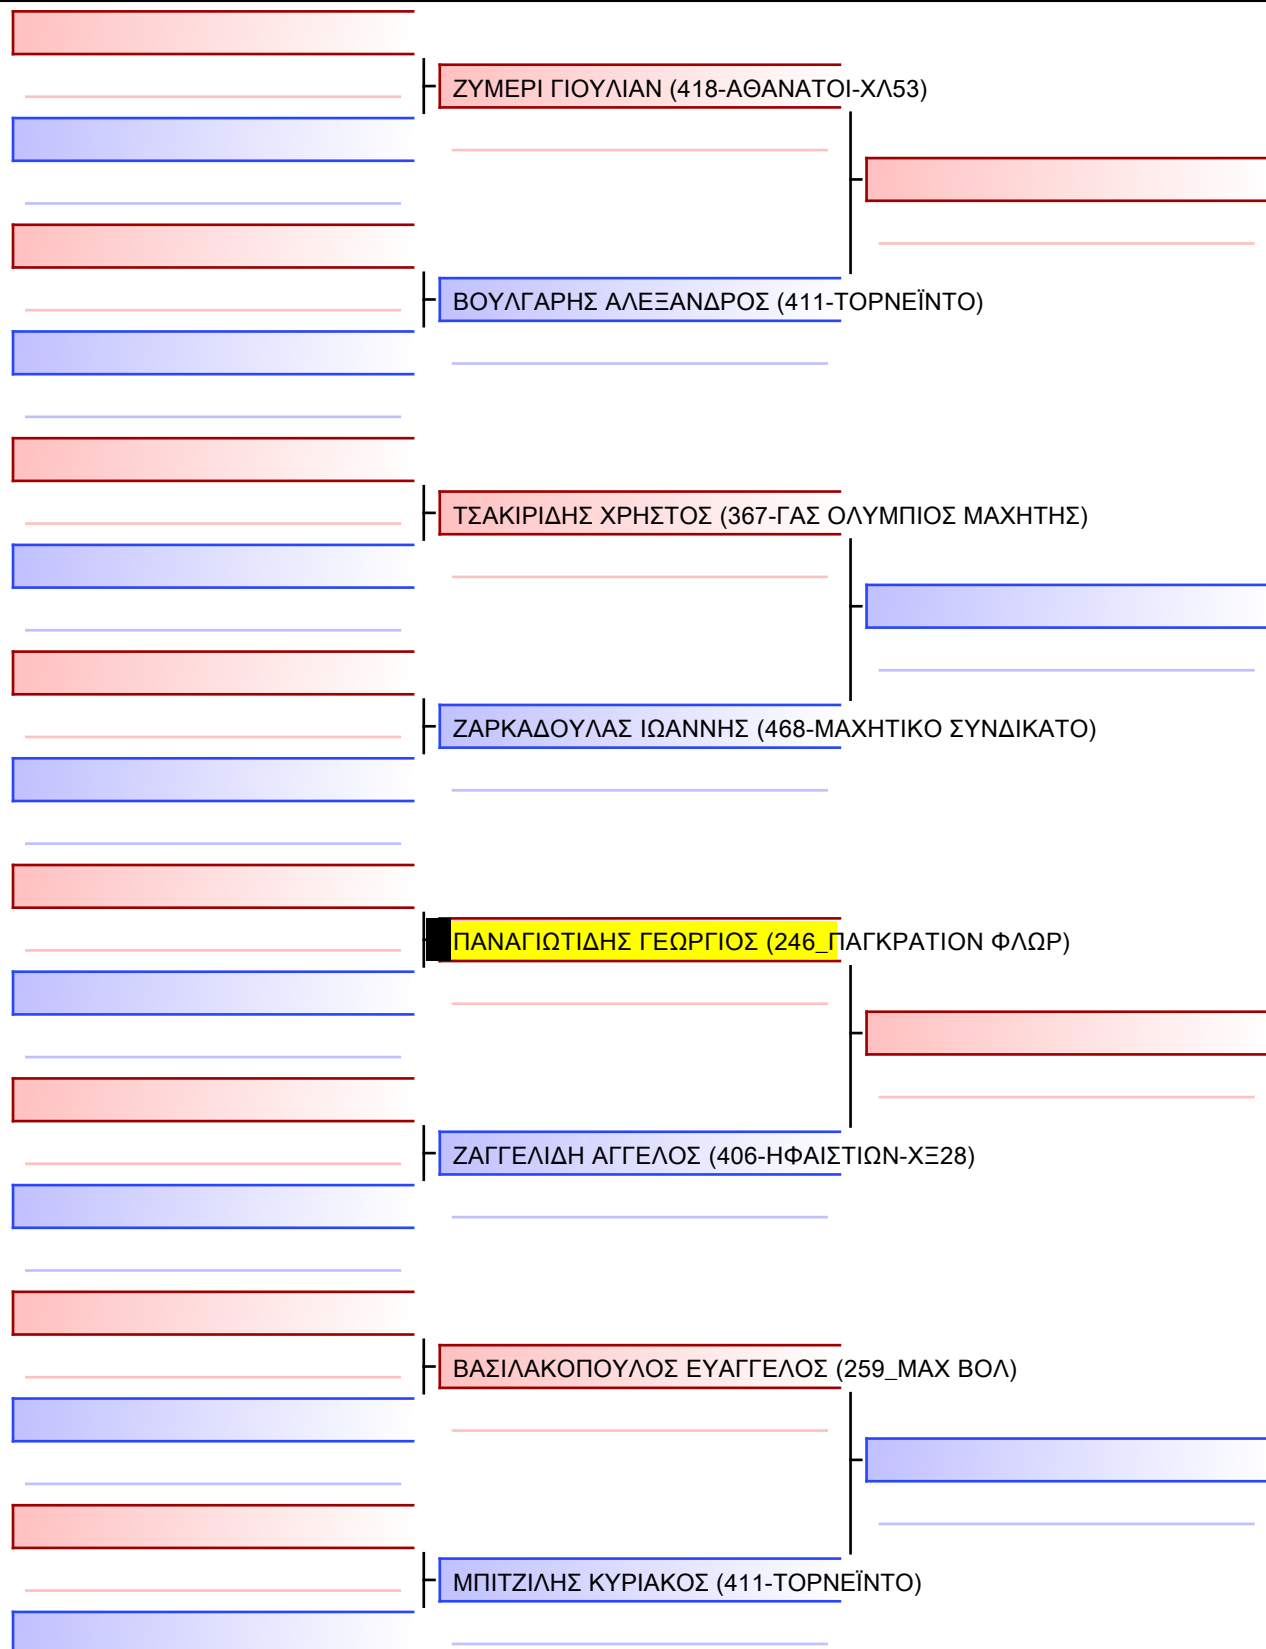 ΖΥΜΕΡΙ ΓΙΟΥΛΙΑΝ (418-ΑΘΑΝΑΤΟΙ-ΧΛ53)
ΒΟΥΛΓΑΡΗΣ ΑΛΕΞΑΝΔΡΟΣ (411-ΤΟΡΝΕΪΝΤΟ)
ΤΣΑΚΙΡΙΔΗΣ ΧΡΗΣΤΟΣ (367-ΓΑΣ ΟΛΥΜΠΙΟΣ ΜΑΧΗΤΗΣ)
ΖΑΡΚΑΔΟΥΛΑΣ ΙΩΑΝΝΗΣ (468-ΜΑΧΗΤΙΚΟ ΣΥΝΔΙΚΑΤΟ)
ΠΑΝΑΓΙΩΤΙΔΗΣ ΓΕΩΡΓΙΟΣ (246_ΠΑΓΚΡΑΤΙΟΝ ΦΛΩΡ)
ΖΑΓΓΕΛΙΔΗ ΑΓΓΕΛΟΣ (406-ΗΦΑΙΣΤΙΩΝ-ΧΞ28)
ΒΑΣΙΛΑΚΟΠΟΥΛΟΣ ΕΥΑΓΓΕΛΟΣ (259_ΜΑΧ ΒΟΛ)
ΜΠΙΤΖΙΛΗΣ ΚΥΡΙΑΚΟΣ (411-ΤΟΡΝΕΪΝΤΟ)